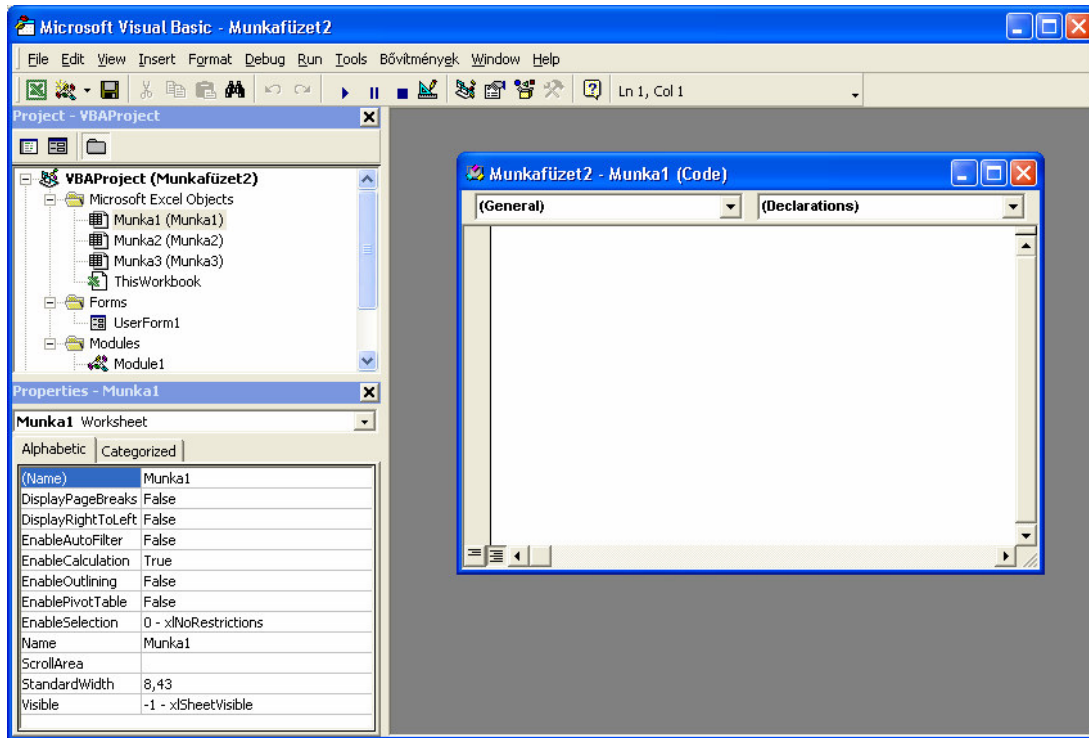 Microsoft Visual Basic - Munkafüzet2
File Edit View Insert Format Debug Run Tools Bővítmények Window Help
Ln 1, Col 1
Project - VBAProject
VBAProject (Munkafüzet2)
Microsoft Excel Objects
Munka1 (Munka1)
Munka2 (Munka2)
Munka3 (Munka3)
ThisWorkbook
Forms
UserForm1
Modules
Module1
Properties - Munka1
Munka1 Worksheet
Alphabetic Categorized
(Name) Munka1
DisplayPageBreaks False
DisplayRightToLeft False
EnableAutoFilter False
EnableCalculation True
EnableOutlining False
EnablePivotTable False
EnableSelection 0 - xlNoRestrictions
Name Munka1
ScrollArea
StandardWidth 8,43
Visible -1 - xlSheetVisible
Munkafüzet2 - Munka1 (Code)
(General) (Declarations)